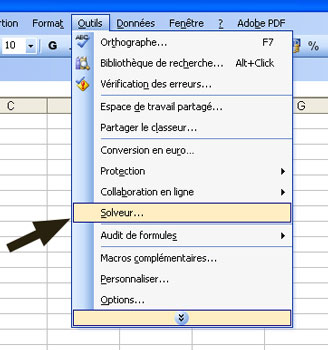 rtion Format Outils Données Fenêtre ? Adobe PDF
10 G %
ABC Orthographe... F7
Bibliothèque de recherche... Alt+Click
Vérification des erreurs...
Espace de travail partagé...
Partager le classeur...
C G
Conversion en euro...
Protection
Collaboration en ligne
Solveur...
Audit de formules
Macros complémentaires...
Personnaliser...
Options...